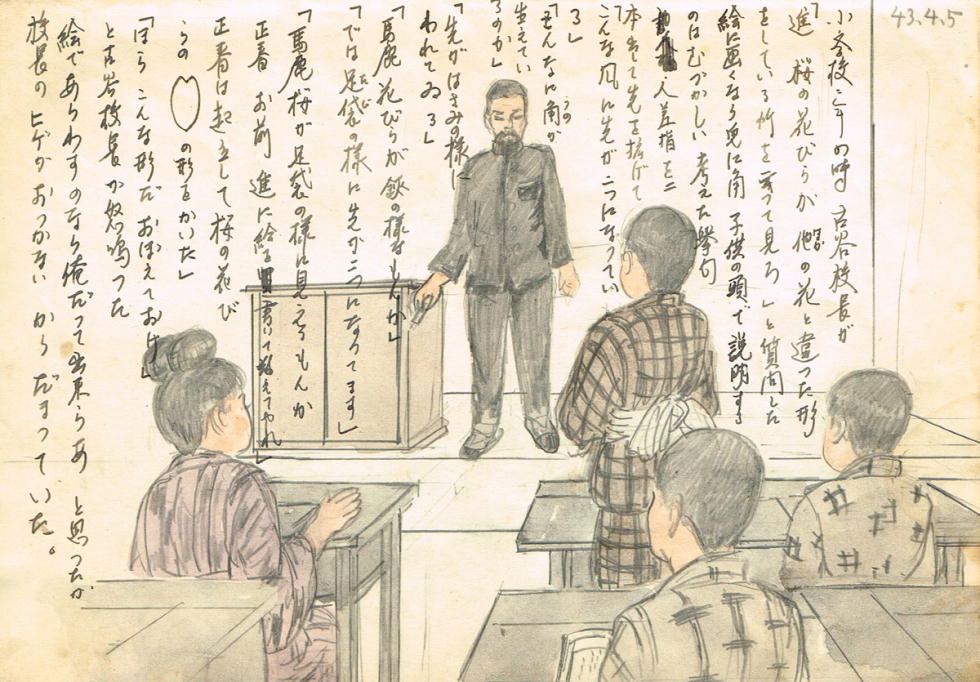 43.4.5
小学校二年の時 古谷校長が
「進 桜の花びらが他の花と違った形
をしている 竹を 見ろ」と質問した
絵に画くなら兎に角 子供の頭で説明する
のはむづかしい 考えた挙句
人差指を二
本出して先を拡げて
「こんな風に先が二つになってい
る」
「そんなに角が
生えてい
るのか」
「先がはさみの様に
われてゐる」
「馬鹿 花びらが鋏の様なもんか」
「では足袋の様に先が二つになってます」
「馬鹿 桜が足袋の様に見えるもんか
正春 お前 進に絵書いて教えてやれ」
正春は起立して桜の花び
らの の形をかいた」
「ほら こんな形だ おぼえておけ」
と古谷校長が怒鳴った
絵であらわすのなら俺だって出来らあ と思ったが
校長のヒゲがおっかないからだまっていた。